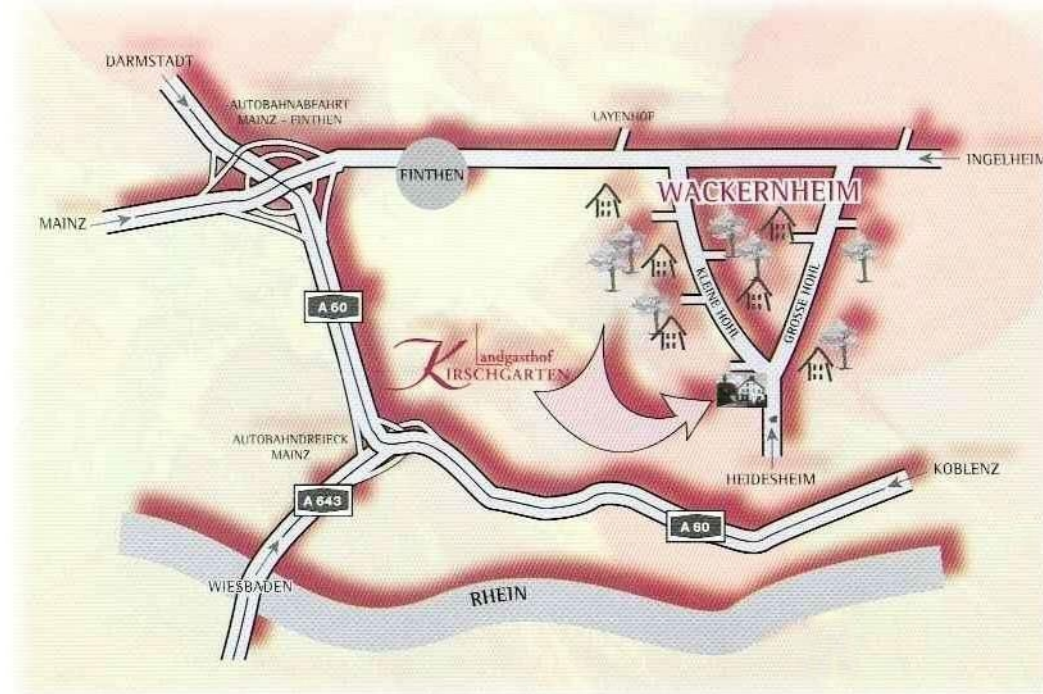 DARMSTADT
AUTOBAHNABFAHRT
MAINZ – FINTHEN
LAYENHOF
FINTHEN
INGELHEIM
WACKERNHEIM
MAINZ
KLEINE HOHL
GROSSE HOHL
A 60
Landgasthof
KIRSCHGARTEN
AUTOBAHNDREIECK
MAINZ
HEIDESHEIM
KOBLENZ
A 643
A 60
WIESBADEN
RHEIN